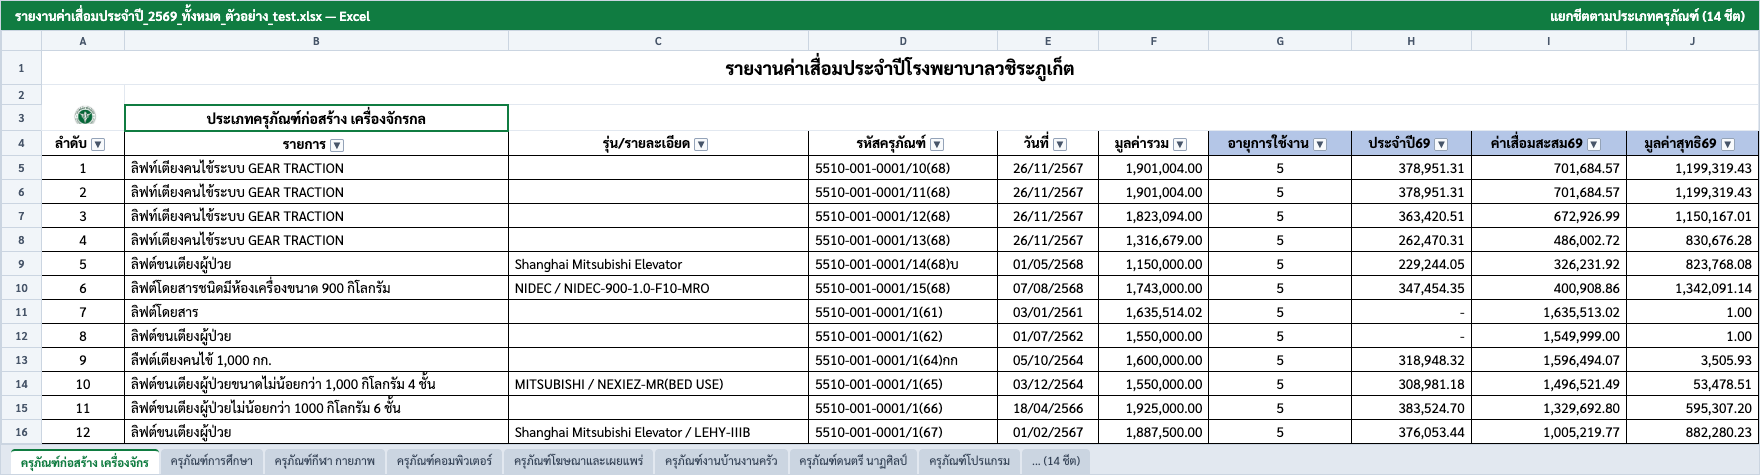 รายงานค่าเสื่อมประจำปี_2569_ทั้งหมด_ตัวอย่าง_test.xlsx — Excel แยกชีตตามประเภทครุภัณฑ์ (14 ชีต)
A B C D E F G H I J
1 รายงานค่าเสื่อมประจำปีโรงพยาบาลวชิระภูเก็ต
2
3 ประเภทครุภัณฑ์ก่อสร้าง เครื่องจักรกล
4 ลำดับ รายการ รุ่น/รายละเอียด รหัสครุภัณฑ์ วันที่ มูลค่ารวม อายุการใช้งาน ประจำปี69 ค่าเสื่อมสะสม69 มูลค่าสุทธิ69
5 1 ลิฟท์เตียงคนไข้ระบบ GEAR TRACTION 5510-001-0001/10(68) 26/11/2567 1,901,004.00 5 378,951.31 701,684.57 1,199,319.43
6 2 ลิฟท์เตียงคนไข้ระบบ GEAR TRACTION 5510-001-0001/11(68) 26/11/2567 1,901,004.00 5 378,951.31 701,684.57 1,199,319.43
7 3 ลิฟท์เตียงคนไข้ระบบ GEAR TRACTION 5510-001-0001/12(68) 26/11/2567 1,823,094.00 5 363,420.51 672,926.99 1,150,167.01
8 4 ลิฟท์เตียงคนไข้ระบบ GEAR TRACTION 5510-001-0001/13(68) 26/11/2567 1,316,679.00 5 262,470.31 486,002.72 830,676.28
9 5 ลิฟต์ขนเตียงผู้ป่วย Shanghai Mitsubishi Elevator 5510-001-0001/14(68)บ 01/05/2568 1,150,000.00 5 229,244.05 326,231.92 823,768.08
10 6 ลิฟต์โดยสารชนิดมีห้องเครื่องขนาด 900 กิโลกรัม NIDEC / NIDEC-900-1.0-F10-MRO 5510-001-0001/15(68) 07/08/2568 1,743,000.00 5 347,454.35 400,908.86 1,342,091.14
11 7 ลิฟต์โดยสาร 5510-001-0001/1(61) 03/01/2561 1,635,514.02 5 - 1,635,513.02 1.00
12 8 ลิฟต์ขนเตียงผู้ป่วย 5510-001-0001/1(62) 01/07/2562 1,550,000.00 5 - 1,549,999.00 1.00
13 9 ลืฟต์เตียงคนไข้ 1,000 กก. 5510-001-0001/1(64)กก 05/10/2564 1,600,000.00 5 318,948.32 1,596,494.07 3,505.93
14 10 ลิฟต์ขนเตียงผู้ป่วยขนาดไม่น้อยกว่า 1,000 กิโลกรัม 4 ชั้น MITSUBISHI / NEXIEZ-MR(BED USE) 5510-001-0001/1(65) 03/12/2564 1,550,000.00 5 308,981.18 1,496,521.49 53,478.51
15 11 ลิฟต์ขนเตียงผู้ป่วยไม่น้อยกว่า 1000 กิโลกรัม 6 ชั้น 5510-001-0001/1(66) 18/04/2566 1,925,000.00 5 383,524.70 1,329,692.80 595,307.20
16 12 ลิฟต์ขนเตียงผู้ป่วย Shanghai Mitsubishi Elevator / LEHY-IIIB 5510-001-0001/1(67) 01/02/2567 1,887,500.00 5 376,053.44 1,005,219.77 882,280.23
ครุภัณฑ์ก่อสร้าง เครื่องจักร ครุภัณฑ์การศึกษา ครุภัณฑ์กีฬา กายภาพ ครุภัณฑ์คอมพิวเตอร์ ครุภัณฑ์โฆษณาและเผยแพร่ ครุภัณฑ์งานบ้านงานครัว ครุภัณฑ์ดนตรี นาฏศิลป์ ครุภัณฑ์โปรแกรม ... (14 ชีต)